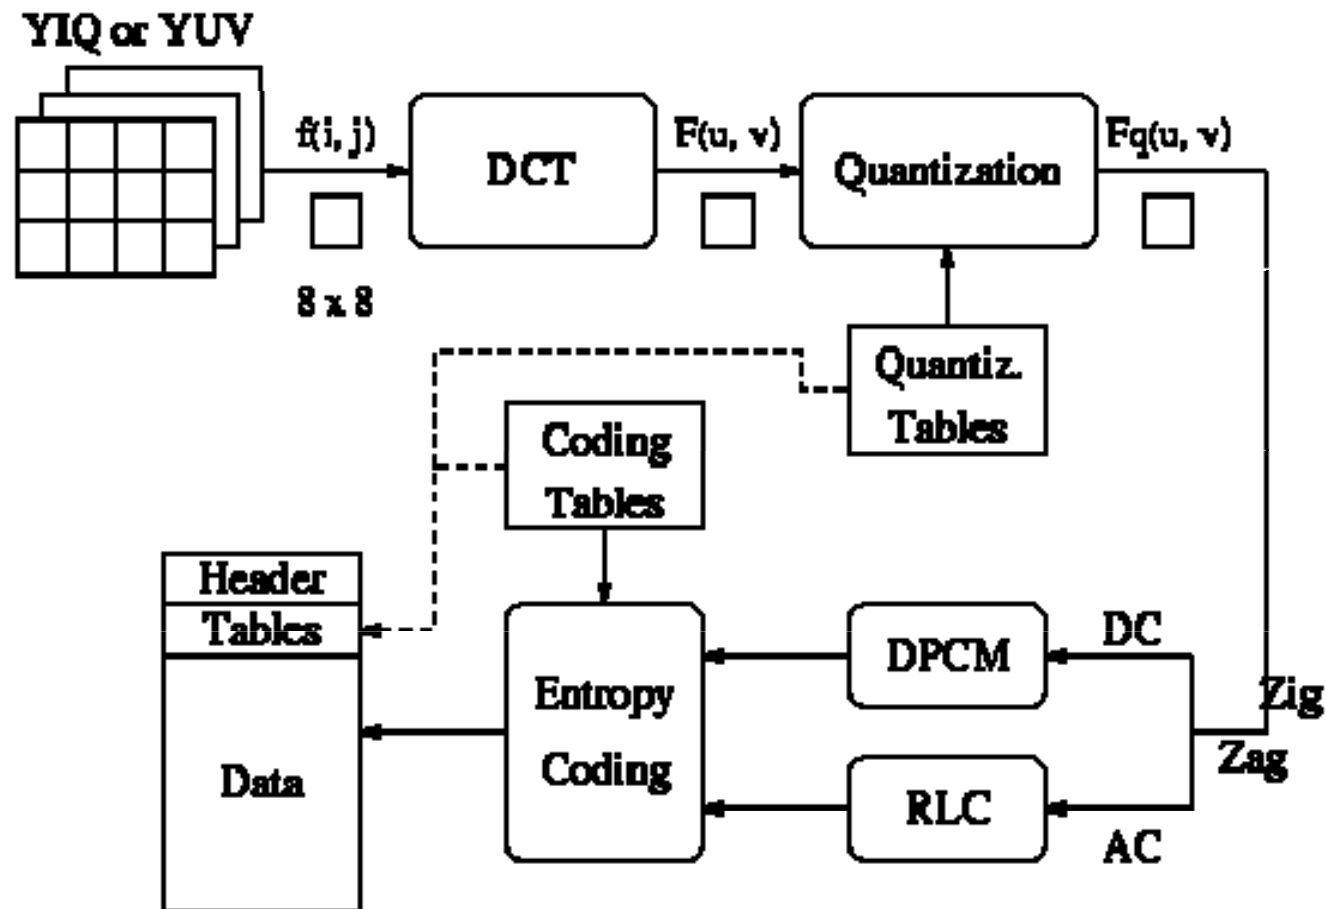 YIQ or YUV
f(i, j)
8 x 8
DCT
F(u, v)
Quantization
Fq(u, v)
Quantiz.
Tables
Coding
Tables
Header
Tables
Data
Entropy
Coding
DPCM
DC
RLC
AC
Zig
Zag